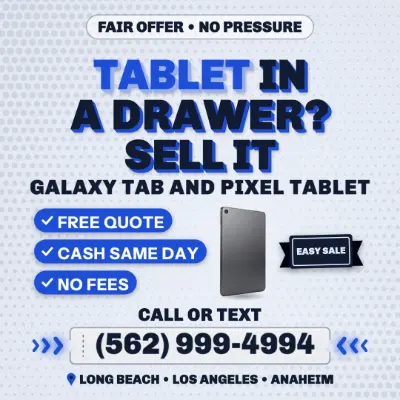 FAIR OFFER • NO PRESSURE
TABLET IN
A DRAWER?
SELL IT
GALAXY TAB AND PIXEL TABLET
FREE QUOTE
CASH SAME DAY
NO FEES
EASY SALE
CALL OR TEXT
(562) 999-4994
LONG BEACH • LOS ANGELES • ANAHEIM